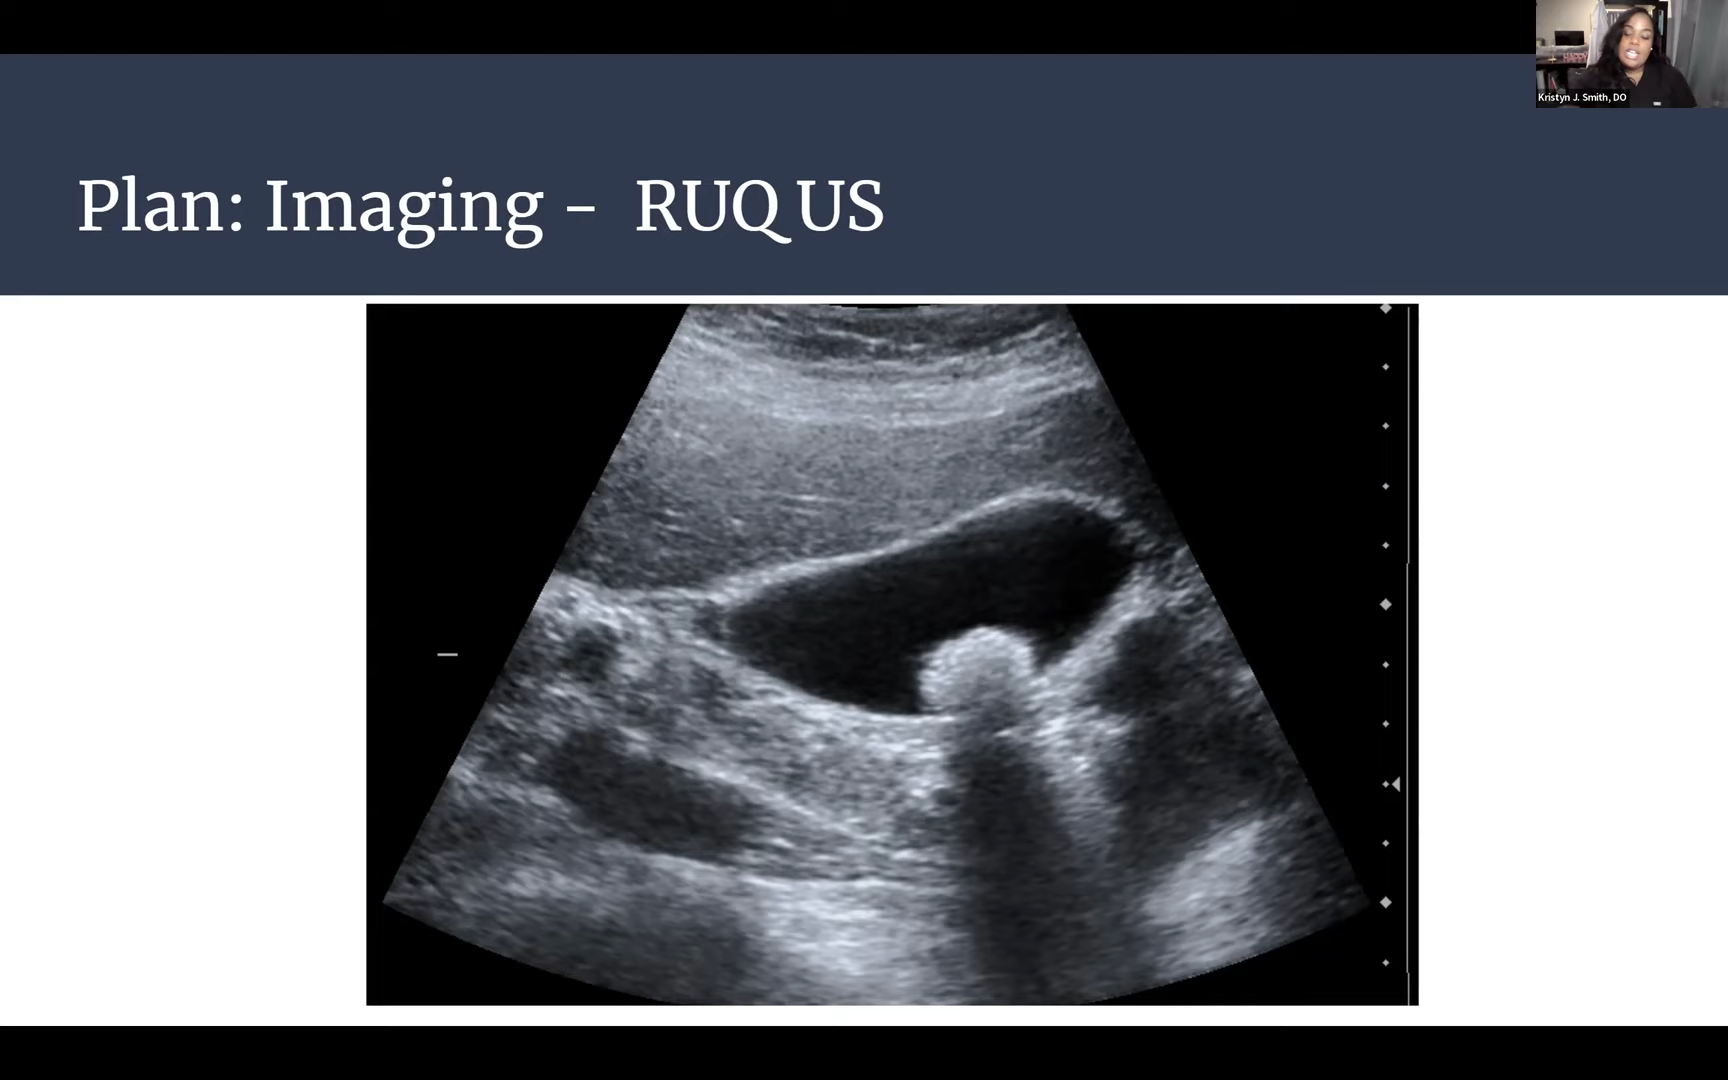 Kristyn J. Smith, DO
Plan: Imaging - RUQ US